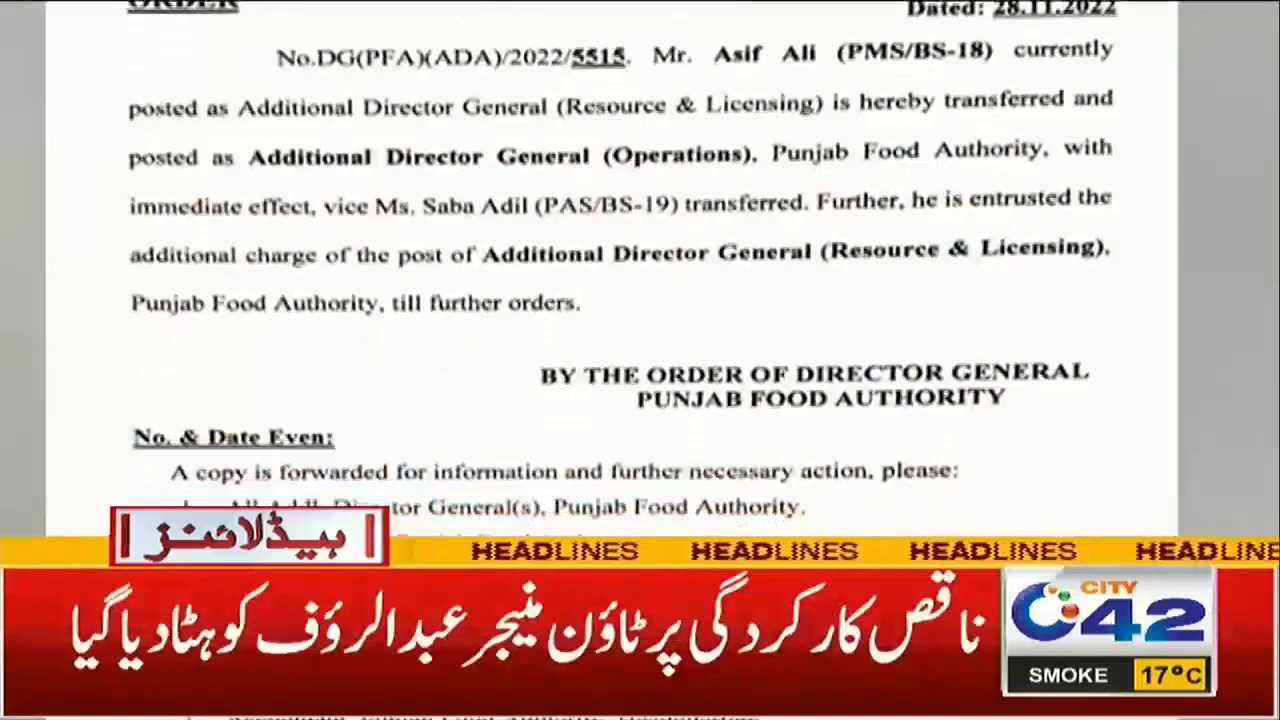 ORDER
Dated: 28.11.2022
No.DG(PFA)(ADA)/2022/5515. Mr. Asif Ali (PMS/BS-18) currently
posted as Additional Director General (Resource & Licensing) is hereby transferred and
posted as Additional Director General (Operations), Punjab Food Authority, with
immediate effect, vice Ms. Saba Adil (PAS/BS-19) transferred. Further, he is entrusted the
additional charge of the post of Additional Director General (Resource & Licensing),
Punjab Food Authority, till further orders.
BY THE ORDER OF DIRECTOR GENERAL
PUNJAB FOOD AUTHORITY
No. & Date Even:
A copy is forwarded for information and further necessary action, please:
General(s), Punjab Food Authority.
ہیڈلائنز
HEADLINES HEADLINES HEADLINES HEADLINE
ناقص کارکردگی پر ٹاؤن منیجر عبدالرؤف کو ہٹا دیا گیا
CITY
42
SMOKE 17°C